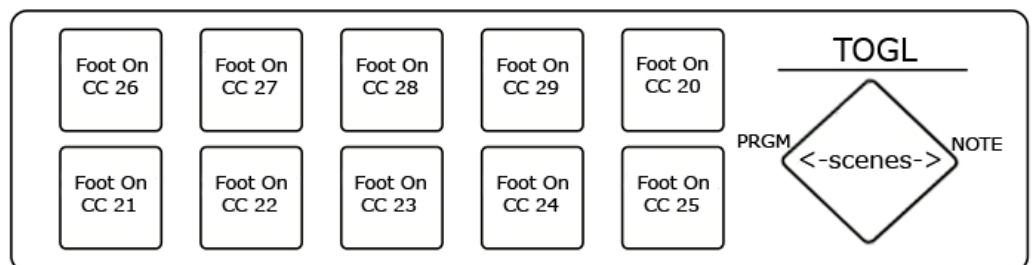 Foot On
CC 26
Foot On
CC 27
Foot On
CC 28
Foot On
CC 29
Foot On
CC 20
TOGL
PRGM
<-scenes->
NOTE
Foot On
CC 21
Foot On
CC 22
Foot On
CC 23
Foot On
CC 24
Foot On
CC 25